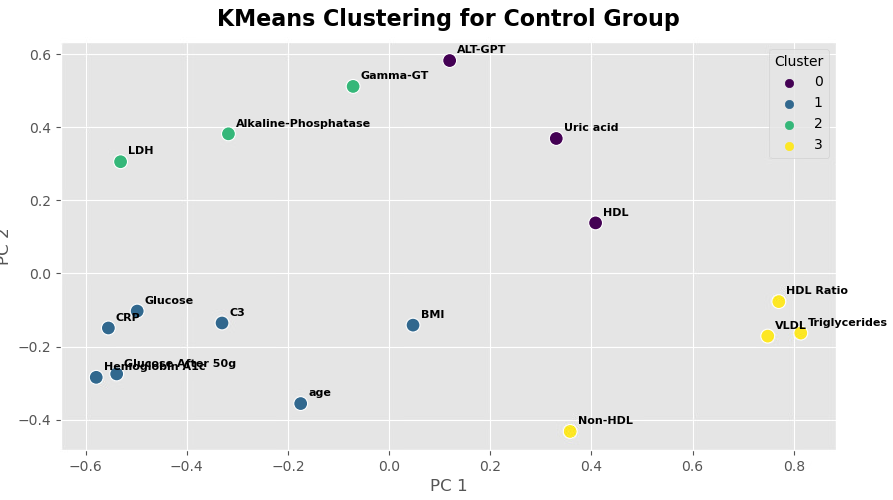 KMeans Clustering for Control Group
PC 2
0.6
0.4
0.2
0.0
−0.2
−0.4
ALT-GPT
Gamma-GT
Alkaline-Phosphatase
Uric acid
LDH
HDL
HDL Ratio
Glucose
C3
BMI
CRP
VLDL
Triglycerides
Glucose After 50g
Hemoglobin A1c
age
Non-HDL
Cluster
0
1
2
3
−0.6 −0.4 −0.2 0.0 0.2 0.4 0.6 0.8
PC 1